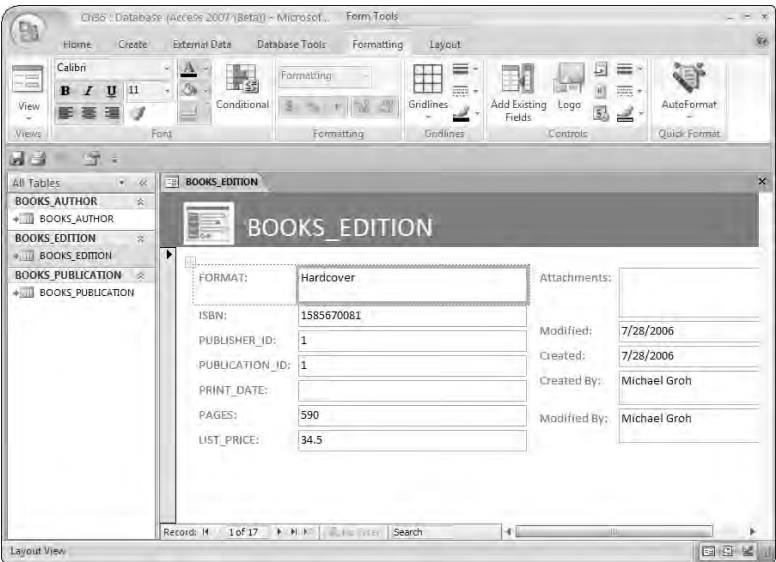 Ch36 : Database (Access 2007 (Beta)) - Microsof... Form Tools
Home Create External Data Database Tools Formatting Layout
Calibri
B I U 11
View
Conditional
Formatting
Gridlines
Add Existing Fields
Logo
AutoFormat
Views Font Formatting Gridlines Controls Quick Format
All Tables
BOOKS_AUTHOR
BOOKS_AUTHOR
BOOKS_EDITION
BOOKS_EDITION
BOOKS_PUBLICATION
BOOKS_PUBLICATION
BOOKS_EDITION
BOOKS_EDITION
FORMAT: Hardcover
ISBN: 1585670081
PUBLISHER_ID: 1
PUBLICATION_ID: 1
PRINT_DATE:
PAGES: 590
LIST_PRICE: 34.5
Attachments:
Modified: 7/28/2006
Created: 7/28/2006
Created By: Michael Groh
Modified By: Michael Groh
Record: 1 of 17 No Filter Search
Layout View